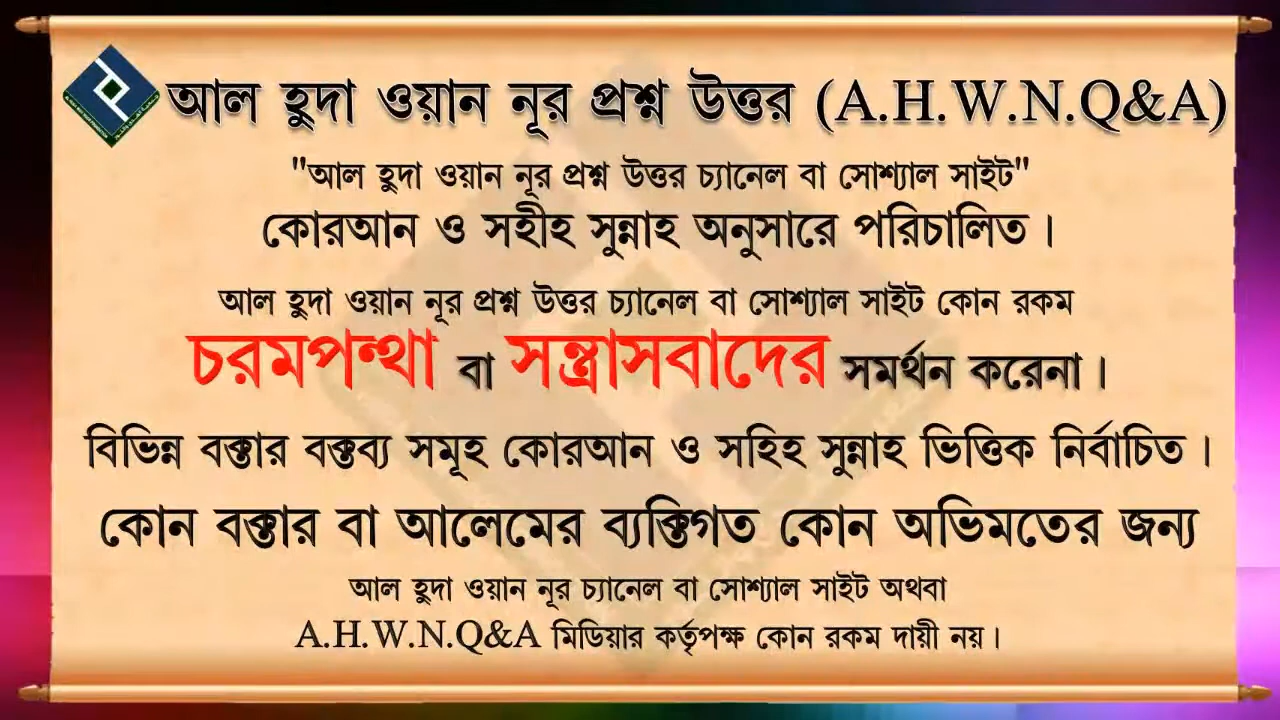 আল হুদা ওয়ান নূর প্রশ্ন উত্তর (A.H.W.N.Q&A)
"আল হুদা ওয়ান নূর প্রশ্ন উত্তর চ্যানেল বা সোশ্যাল সাইট"
কোরআন ও সহীহ সুন্নাহ অনুসারে পরিচালিত।
আল হুদা ওয়ান নূর প্রশ্ন উত্তর চ্যানেল বা সোশ্যাল সাইট কোন রকম
চরমপন্থা বা সন্ত্রাসবাদের সমর্থন করেনা।
বিভিন্ন বক্তার বক্তব্য সমূহ কোরআন ও সহিহ সুন্নাহ ভিত্তিক নির্বাচিত।
কোন বক্তার বা আলেমের ব্যক্তিগত কোন অভিমতের জন্য
আল হুদা ওয়ান নূর চ্যানেল বা সোশ্যাল সাইট অথবা
A.H.W.N.Q&A মিডিয়ার কর্তৃপক্ষ কোন রকম দায়ী নয়।